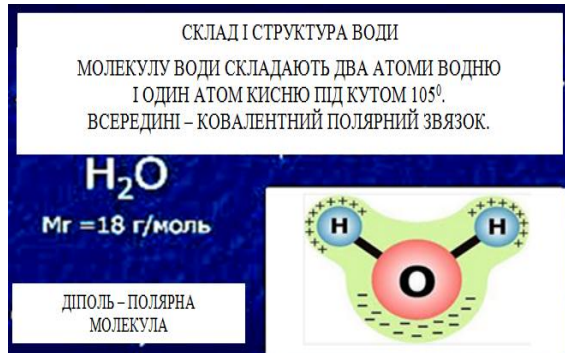 СКЛАД І СТРУКТУРА ВОДИ
МОЛЕКУЛУ ВОДИ СКЛАДАЮТЬ ДВА АТОМИ ВОДНЮ
І ОДИН АТОМ КИСНЮ ПІД КУТОМ 105⁰.
ВСЕРЕДИНІ – КОВАЛЕНТНИЙ ПОЛЯРНИЙ ЗВЯЗОК.
H₂O
Mr =18 г/моль
H H
O
ДІПОЛЬ – ПОЛЯРНА
МОЛЕКУЛА